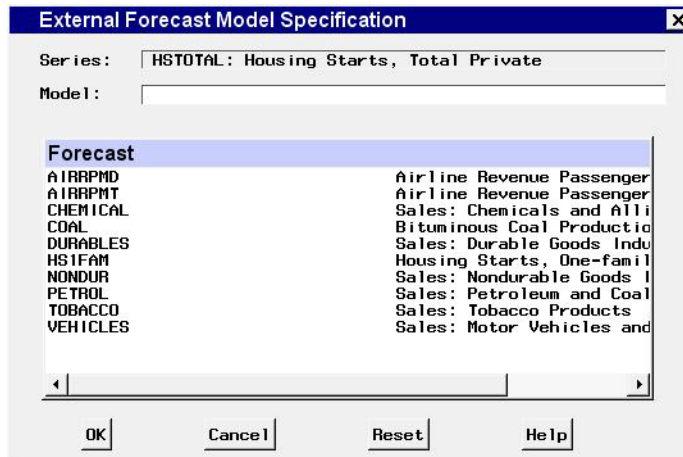 External Forecast Model Specification
Series: HSTOTAL: Housing Starts, Total Private
Model:
Forecast
AIRRPMD Airline Revenue Passenger
AIRRPMT Airline Revenue Passenger
CHEMICAL Sales: Chemicals and Alli
COAL Bituminous Coal Productio
DURABLES Sales: Durable Goods Indu
HS1FAM Housing Starts, One-famil
NONDUR Sales: Nondurable Goods I
PETROL Sales: Petroleum and Coal
TOBACCO Sales: Tobacco Products
VEHICLES Sales: Motor Vehicles and
OK Cancel Reset Help